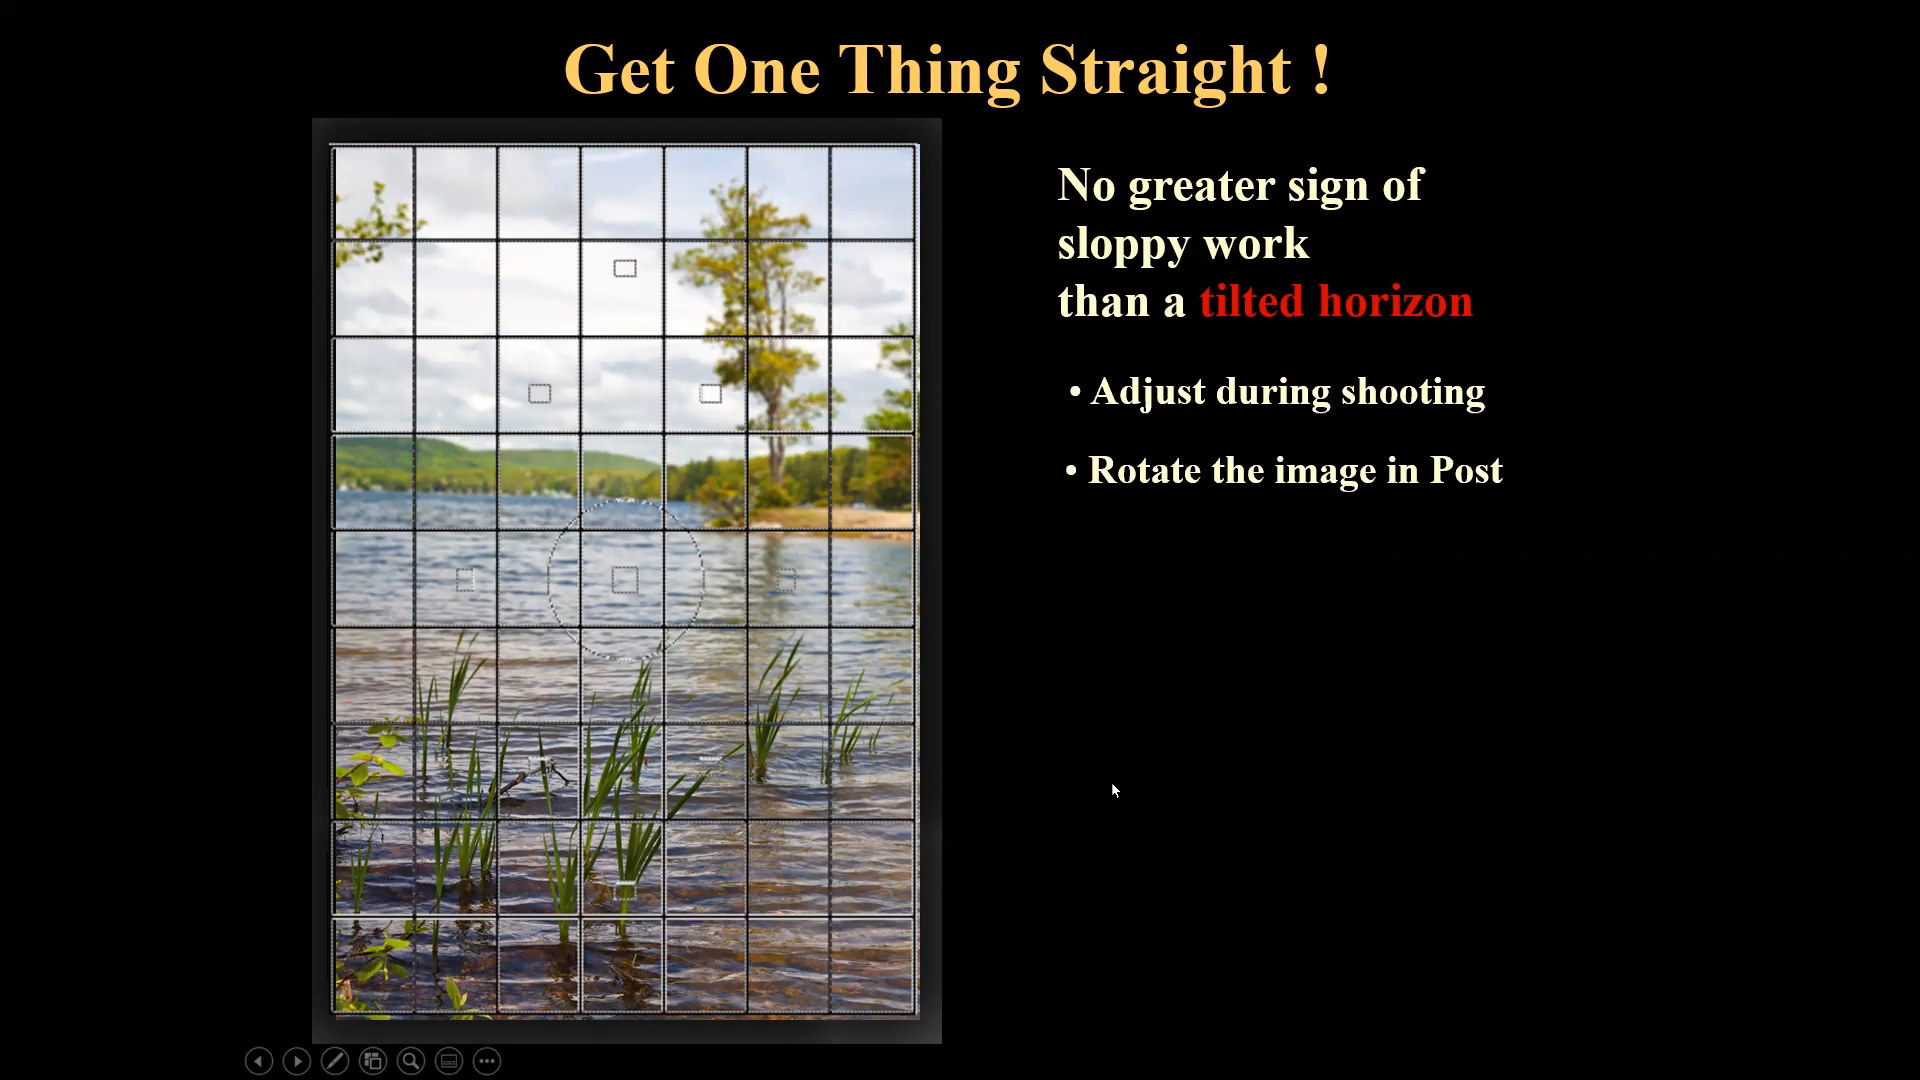 Get One Thing Straight !
No greater sign of
sloppy work
than a tilted horizon
• Adjust during shooting
• Rotate the image in Post